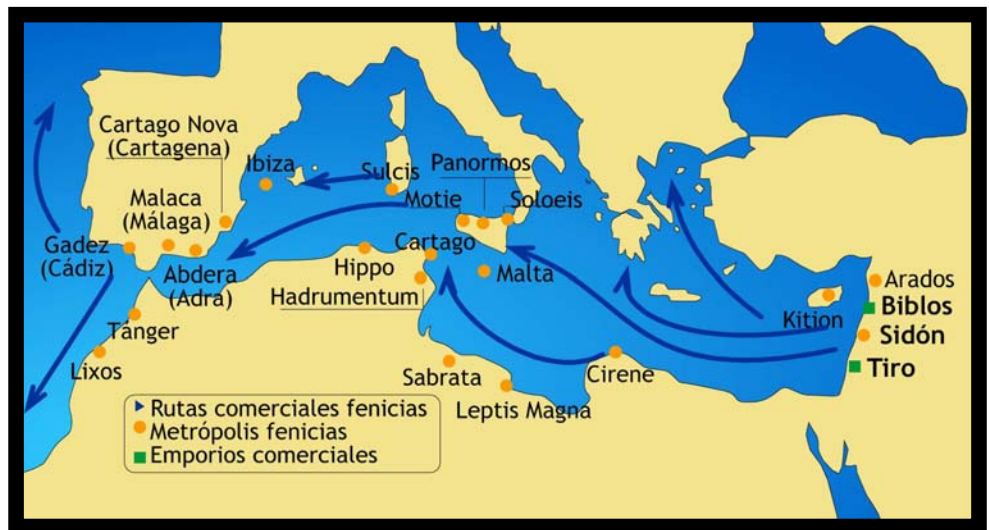 Cartago Nova
(Cartagena)
Ibiza
Sulcis
Panormos
Motie
Soloeis
Malaca
(Málaga)
Gadez
(Cádiz)
Abdera
(Adra)
Hippo
Cartago
Malta
Hadrumentum
Arados
Biblos
Kition
Sidón
Tiro
Tánger
Lixos
Sabrata
Cirene
Leptis Magna
Rutas comerciales fenicias
Metrópolis fenicias
Emporios comerciales